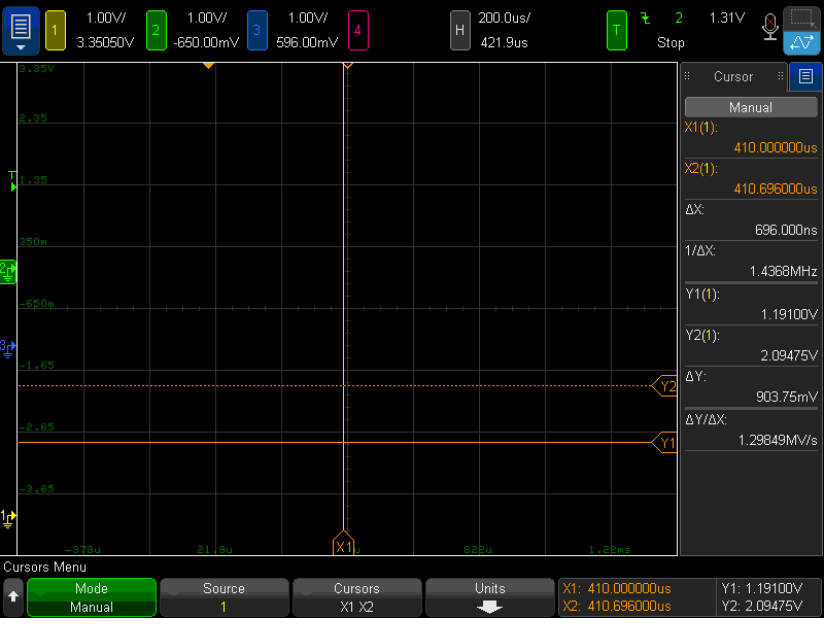 1 1.00V/ 2 1.00V/ 3 1.00V/ 4 H 200.0us/ T 2 1.31V
3.35050V -650.00mV 596.00mV 421.9us Stop
3.35V
2.35
T
1.35
350m
2
-650m
3
-1.65
Y2
-2.65
Y1
-3.65
1
-378u 21.9u X1 u 822u 1.22ms
Cursor
Manual
X1(1):
410.000000us
X2(1):
410.696000us
ΔX:
696.000ns
1/ΔX:
1.4368MHz
Y1(1):
1.19100V
Y2(1):
2.09475V
ΔY:
903.75mV
ΔY/ΔX:
1.29849MV/s
Cursors Menu
Mode Source Cursors Units X1: 410.000000us Y1: 1.19100V
Manual 1 X1 X2 X2: 410.696000us Y2: 2.09475V